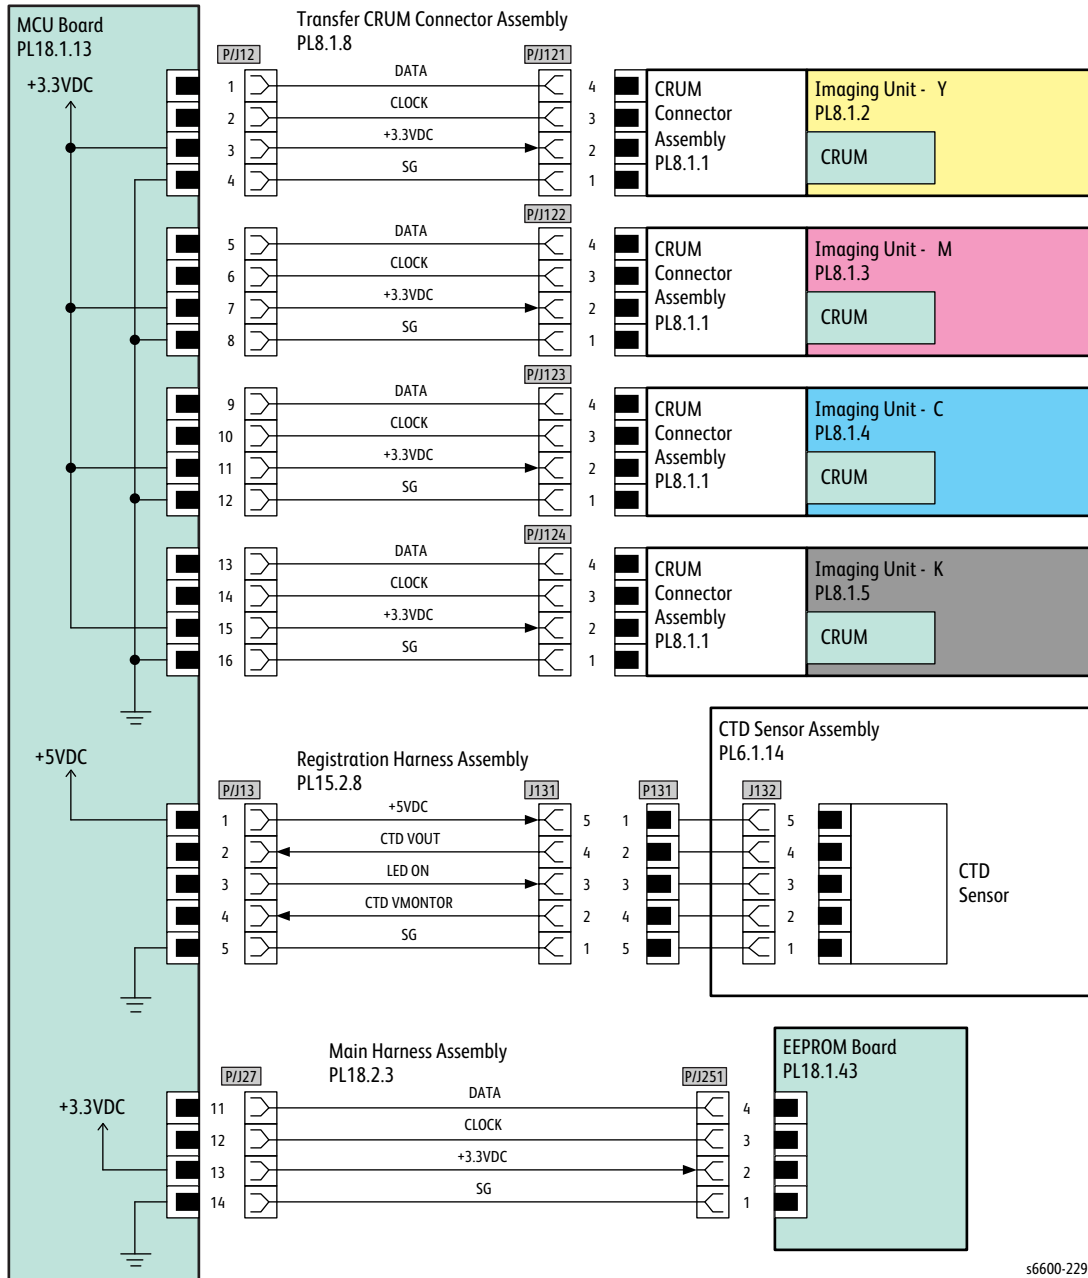 MCU Board
PL18.1.13
+3.3VDC
Transfer CRUM Connector Assembly
PL8.1.8
P/J12
P/J121
1 DATA 4
2 CLOCK 3
3 +3.3VDC 2
4 SG 1
CRUM
Connector
Assembly
PL8.1.1
Imaging Unit - Y
PL8.1.2
CRUM
P/J122
5 DATA 4
6 CLOCK 3
7 +3.3VDC 2
8 SG 1
CRUM
Connector
Assembly
PL8.1.1
Imaging Unit - M
PL8.1.3
CRUM
P/J123
9 DATA 4
10 CLOCK 3
11 +3.3VDC 2
12 SG 1
CRUM
Connector
Assembly
PL8.1.1
Imaging Unit - C
PL8.1.4
CRUM
P/J124
13 DATA 4
14 CLOCK 3
15 +3.3VDC 2
16 SG 1
CRUM
Connector
Assembly
PL8.1.1
Imaging Unit - K
PL8.1.5
CRUM
+5VDC
Registration Harness Assembly
PL15.2.8
CTD Sensor Assembly
PL6.1.14
P/J13
J131
P131
J132
1 +5VDC 5 1 5
2 CTD VOUT 4 2 4
3 LED ON 3 3 3
4 CTD VMONTOR 2 4 2
5 SG 1 5 1
CTD
Sensor
+3.3VDC
Main Harness Assembly
PL18.2.3
P/J27
P/J251
11 DATA 4
12 CLOCK 3
13 +3.3VDC 2
14 SG 1
EEPROM Board
PL18.1.43
s6600-229